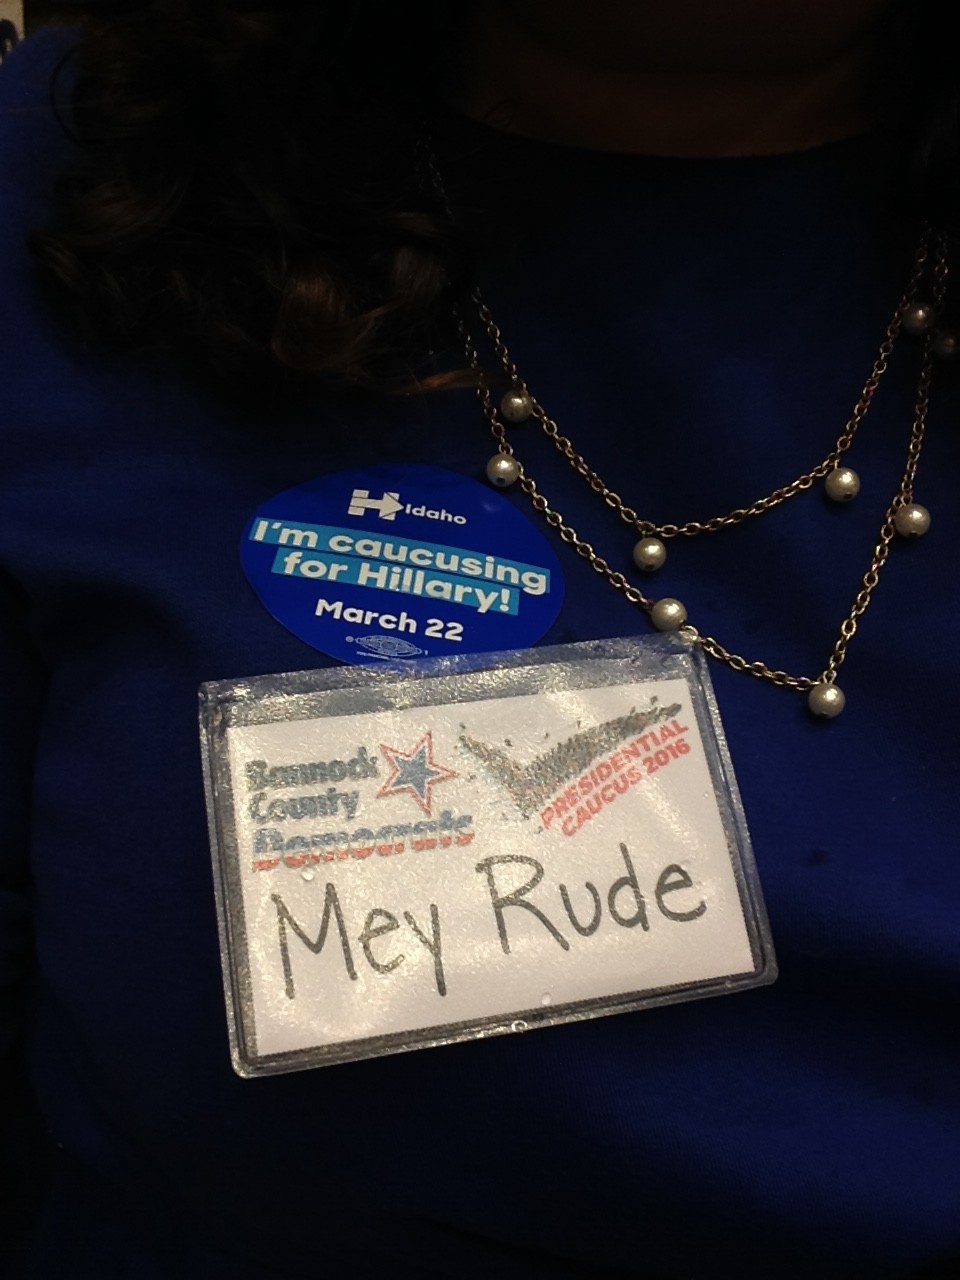 H Idaho
I'm caucusing
for Hillary!
March 22
Bannock
County
Democrats
PRESIDENTIAL
CAUCUS 2016
Mey Rude